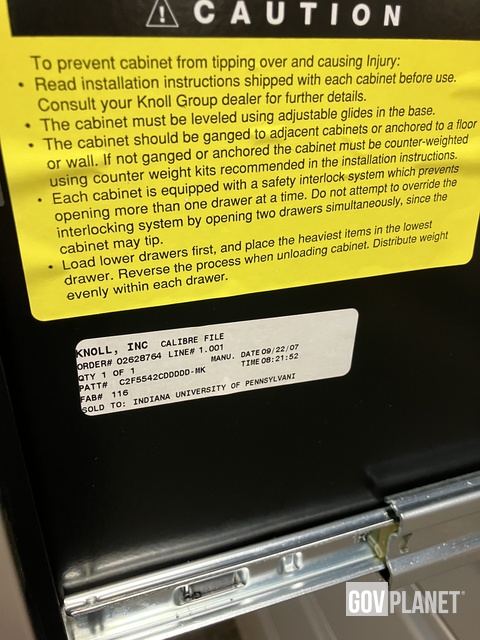 ⚠ CAUTION
To prevent cabinet from tipping over and causing Injury:
• Read installation instructions shipped with each cabinet before use.
Consult your Knoll Group dealer for further details.
• The cabinet must be leveled using adjustable glides in the base.
• The cabinet should be ganged to adjacent cabinets or anchored to a floor
or wall. If not ganged or anchored the cabinet must be counter-weighted
using counter weight kits recommended in the installation instructions.
• Each cabinet is equipped with a safety interlock system which prevents
opening more than one drawer at a time. Do not attempt to override the
interlocking system by opening two drawers simultaneously, since the
cabinet may tip.
• Load lower drawers first, and place the heaviest items in the lowest
drawer. Reverse the process when unloading cabinet. Distribute weight
evenly within each drawer.
KNOLL, INC CALIBRE FILE
ORDER# 02628764 LINE# 1.001
QTY 1 OF 1 MANU. DATE 09/22/07
PATT# C2F5542CDDDDD-MK TIME 08:21:52
FAB# 116
SOLD TO: INDIANA UNIVERSITY OF PENNSYLVANI
GOVPLANET